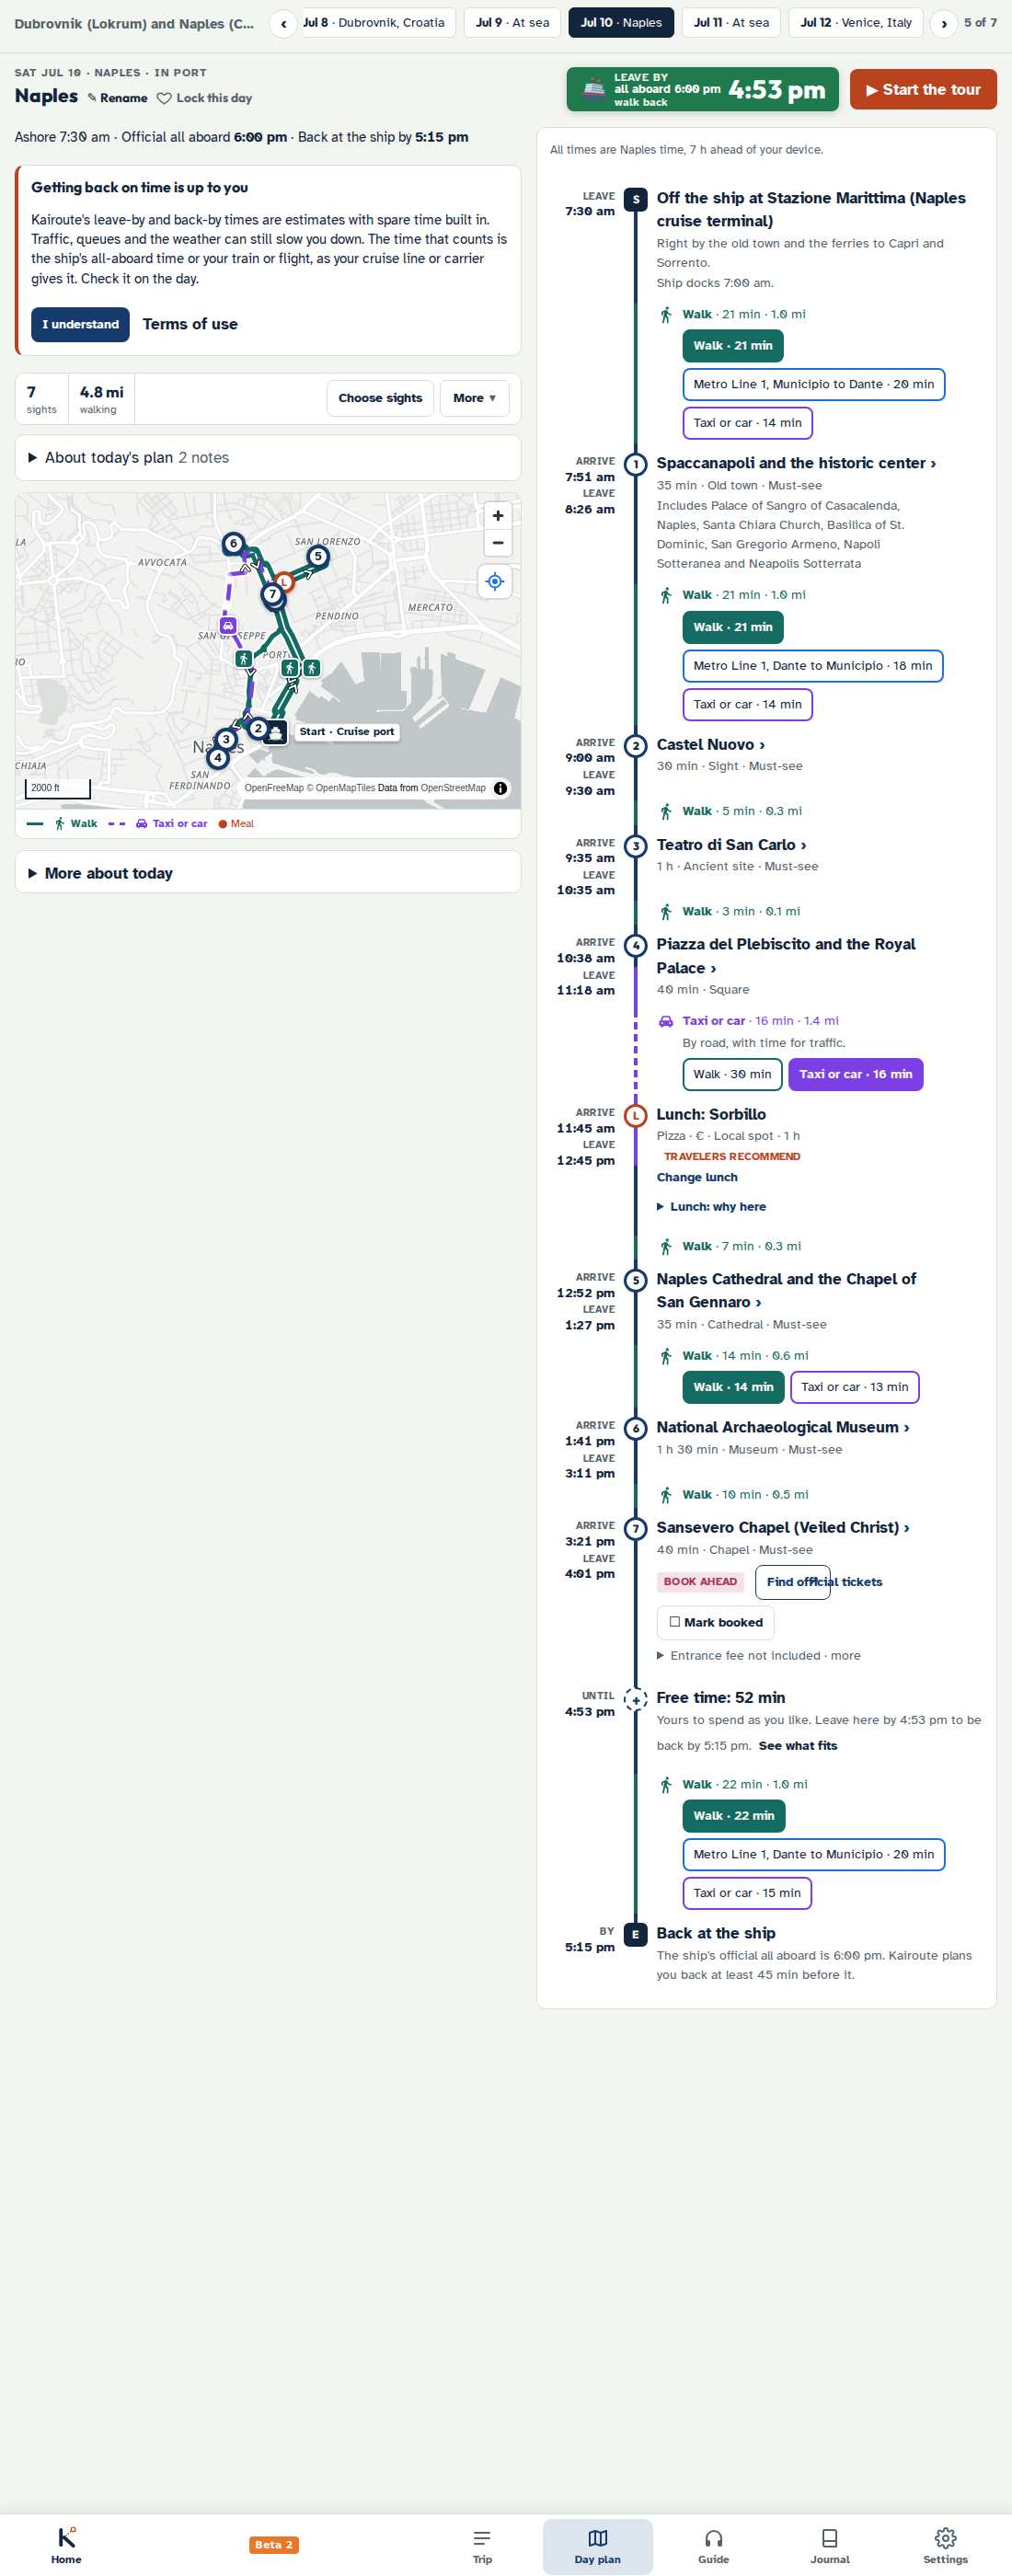 Dubrovnik (Lokrum) and Naples (C...
‹
Jul 8 · Dubrovnik, Croatia
Jul 9 · At sea
Jul 10 · Naples
Jul 11 · At sea
Jul 12 · Venice, Italy
›
5 of 7
SAT JUL 10 · NAPLES · IN PORT
Naples ✎ Rename Lock this day
LEAVE BY
all aboard 6:00 pm
walk back
4:53 pm
▶ Start the tour
Ashore 7:30 am · Official all aboard 6:00 pm · Back at the ship by 5:15 pm
Getting back on time is up to you
Kairoute's leave-by and back-by times are estimates with spare time built in.
Traffic, queues and the weather can still slow you down. The time that counts is
the ship's all-aboard time or your train or flight, as your cruise line or carrier
gives it. Check it on the day.
I understand
Terms of use
7
sights
4.8 mi
walking
Choose sights
More ▾
▶ About today's plan 2 notes
LA
AVVOCATA
SAN LORENZO
6
5
L
7
MERCATO
PENDINO
RO
PORT
2
3
4
Start · Cruise port
CHIAIA
SAN
FERDINANDO
2000 ft
OpenFreeMap © OpenMapTiles Data from OpenStreetMap
Walk
Taxi or car
Meal
▶ More about today
All times are Naples time, 7 h ahead of your device.
LEAVE
7:30 am
S
Off the ship at Stazione Marittima (Naples
cruise terminal)
Right by the old town and the ferries to Capri and
Sorrento.
Ship docks 7:00 am.
Walk · 21 min · 1.0 mi
Walk · 21 min
Metro Line 1, Municipio to Dante · 20 min
Taxi or car · 14 min
ARRIVE
7:51 am
LEAVE
8:26 am
1
Spaccanapoli and the historic center ›
35 min · Old town · Must-see
Includes Palace of Sangro of Casacalenda,
Naples, Santa Chiara Church, Basilica of St.
Dominic, San Gregorio Armeno, Napoli
Sotteranea and Neapolis Sotterrata
Walk · 21 min · 1.0 mi
Walk · 21 min
Metro Line 1, Dante to Municipio · 18 min
Taxi or car · 14 min
ARRIVE
9:00 am
LEAVE
9:30 am
2
Castel Nuovo ›
30 min · Sight · Must-see
Walk · 5 min · 0.3 mi
ARRIVE
9:35 am
LEAVE
10:35 am
3
Teatro di San Carlo ›
1 h · Ancient site · Must-see
Walk · 3 min · 0.1 mi
ARRIVE
10:38 am
LEAVE
11:18 am
4
Piazza del Plebiscito and the Royal
Palace ›
40 min · Square
Taxi or car · 16 min · 1.4 mi
By road, with time for traffic.
Walk · 30 min
Taxi or car · 16 min
ARRIVE
11:45 am
LEAVE
12:45 pm
L
Lunch: Sorbillo
Pizza · € · Local spot · 1 h
TRAVELERS RECOMMEND
Change lunch
▶ Lunch: why here
Walk · 7 min · 0.3 mi
ARRIVE
12:52 pm
LEAVE
1:27 pm
5
Naples Cathedral and the Chapel of
San Gennaro ›
35 min · Cathedral · Must-see
Walk · 14 min · 0.6 mi
Walk · 14 min
Taxi or car · 13 min
ARRIVE
1:41 pm
LEAVE
3:11 pm
6
National Archaeological Museum ›
1 h 30 min · Museum · Must-see
Walk · 10 min · 0.5 mi
ARRIVE
3:21 pm
LEAVE
4:01 pm
7
Sansevero Chapel (Veiled Christ) ›
40 min · Chapel · Must-see
BOOK AHEAD
Find official tickets
☐ Mark booked
▶ Entrance fee not included · more
UNTIL
4:53 pm
+
Free time: 52 min
Yours to spend as you like. Leave here by 4:53 pm to be
back by 5:15 pm. See what fits
Walk · 22 min · 1.0 mi
Walk · 22 min
Metro Line 1, Dante to Municipio · 20 min
Taxi or car · 15 min
BY
5:15 pm
E
Back at the ship
The ship's official all aboard is 6:00 pm. Kairoute plans
you back at least 45 min before it.
Home
Beta 2
Trip
Day plan
Guide
Journal
Settings